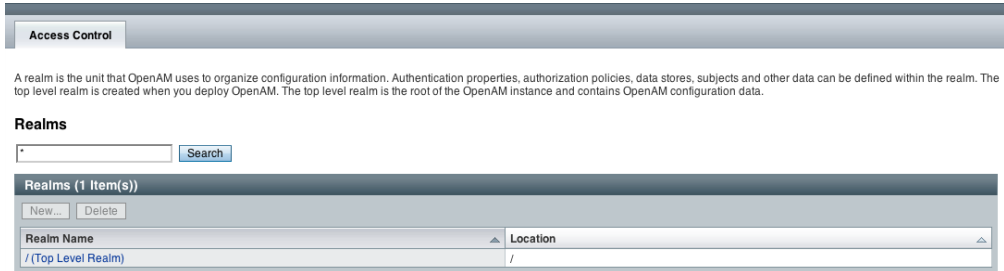 Access Control
A realm is the unit that OpenAM uses to organize configuration information. Authentication properties, authorization policies, data stores, subjects and other data can be defined within the realm. The
top level realm is created when you deploy OpenAM. The top level realm is the root of the OpenAM instance and contains OpenAM configuration data.
Realms
* Search
Realms (1 Item(s))
New... Delete
Realm Name Location
/ (Top Level Realm) /